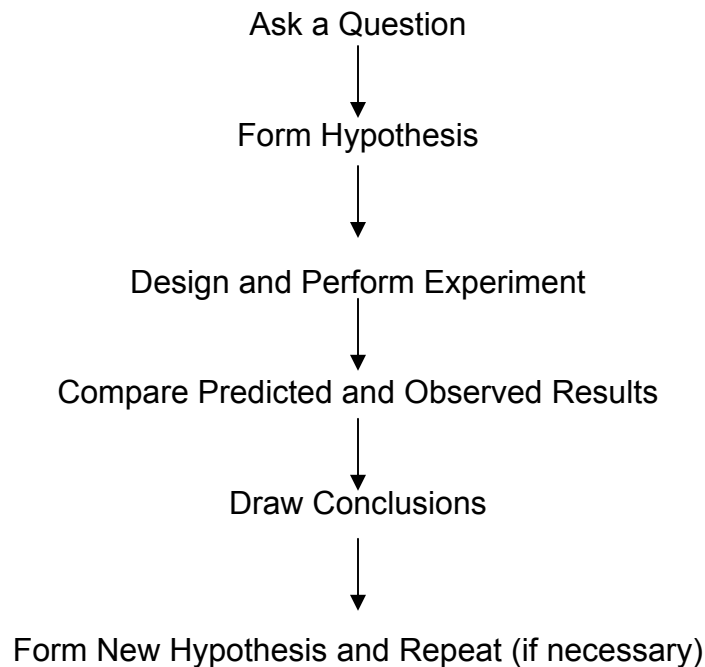 Ask a Question
Form Hypothesis
Design and Perform Experiment
Compare Predicted and Observed Results
Draw Conclusions
Form New Hypothesis and Repeat (if necessary)